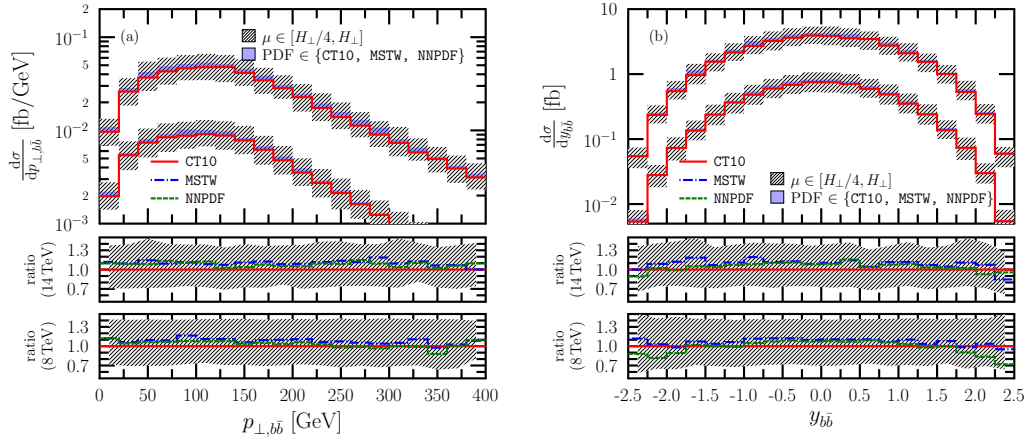 (a)
μ ∈ [H⊥/4, H⊥]
PDF ∈ {CT10, MSTW, NNPDF}
dσ/dp⊥,bb̄ [fb/GeV]
10⁻¹
5
2
10⁻²
5
2
10⁻³
CT10
MSTW
NNPDF
ratio
(14 TeV)
1.3
1.0
0.7
ratio
(8 TeV)
1.3
1.0
0.7
0 50 100 150 200 250 300 350 400
p⊥,bb̄ [GeV]
(b)
dσ/dybb̄ [fb]
10
1
10⁻¹
10⁻²
CT10
MSTW
NNPDF
μ ∈ [H⊥/4, H⊥]
PDF ∈ {CT10, MSTW, NNPDF}
ratio
(14 TeV)
1.3
1.0
0.7
ratio
(8 TeV)
1.3
1.0
0.7
-2.5 -2.0 -1.5 -1.0 -0.5 0.0 0.5 1.0 1.5 2.0 2.5
ybb̄